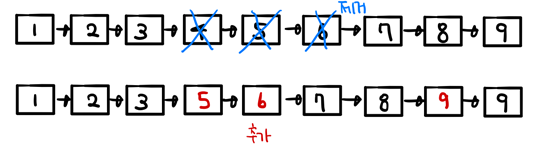 제거
1 → 2 → 3 → 4 → 5 → 6 → 7 → 8 → 9
1 → 2 → 3 → 5 → 6 → 7 → 8 → 9 → 9
추가